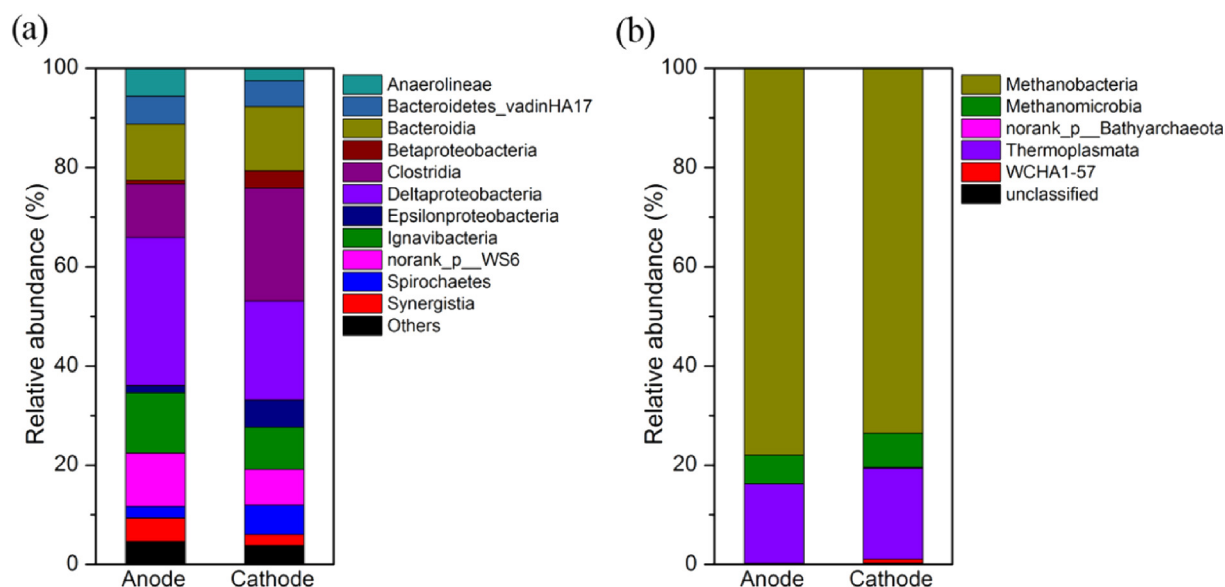 (a)
Relative abundance (%)
100
80
60
40
20
0
Anode Cathode
Anaerolineae
Bacteroidetes_vadinHA17
Bacteroidia
Betaproteobacteria
Clostridia
Deltaproteobacteria
Epsilonproteobacteria
Ignavibacteria
norank_p__WS6
Spirochaetes
Synergistia
Others
(b)
Relative abundance (%)
100
80
60
40
20
0
Anode Cathode
Methanobacteria
Methanomicrobia
norank_p__Bathyarchaeota
Thermoplasmata
WCHA1-57
unclassified